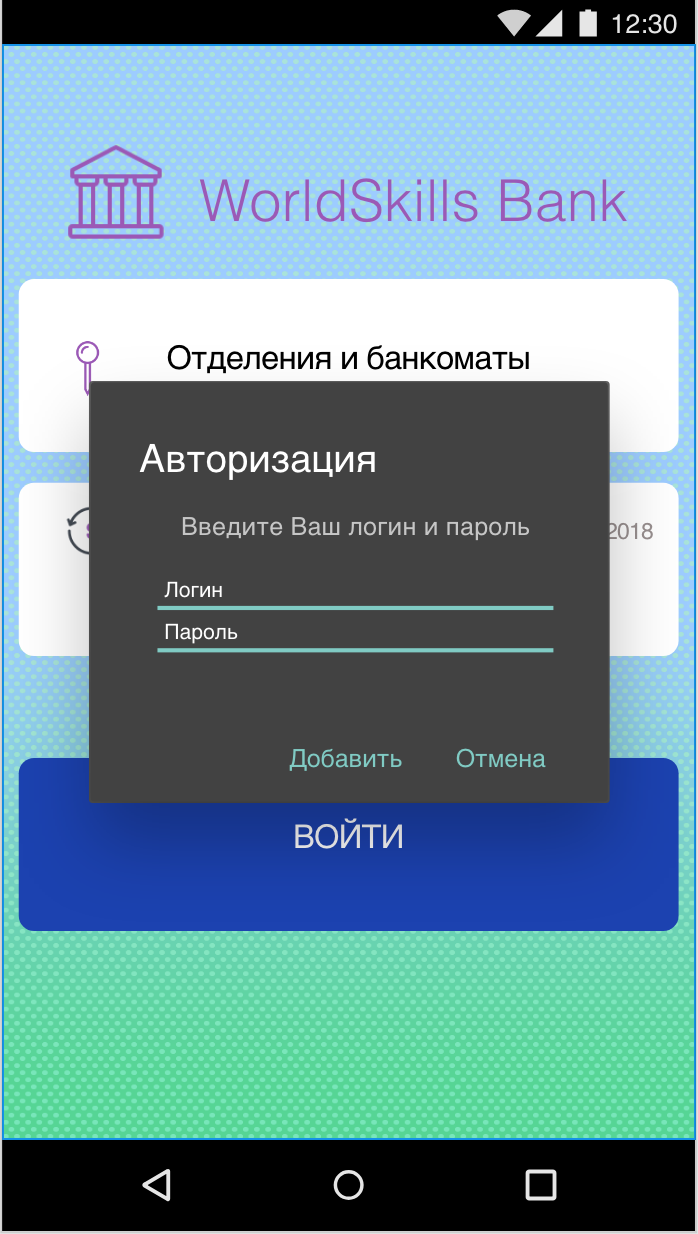 12:30
WorldSkills Bank
Отделения и банкоматы
Авторизация
Введите Ваш логин и пароль
2018
Логин
Пароль
Добавить Отмена
ВОЙТИ